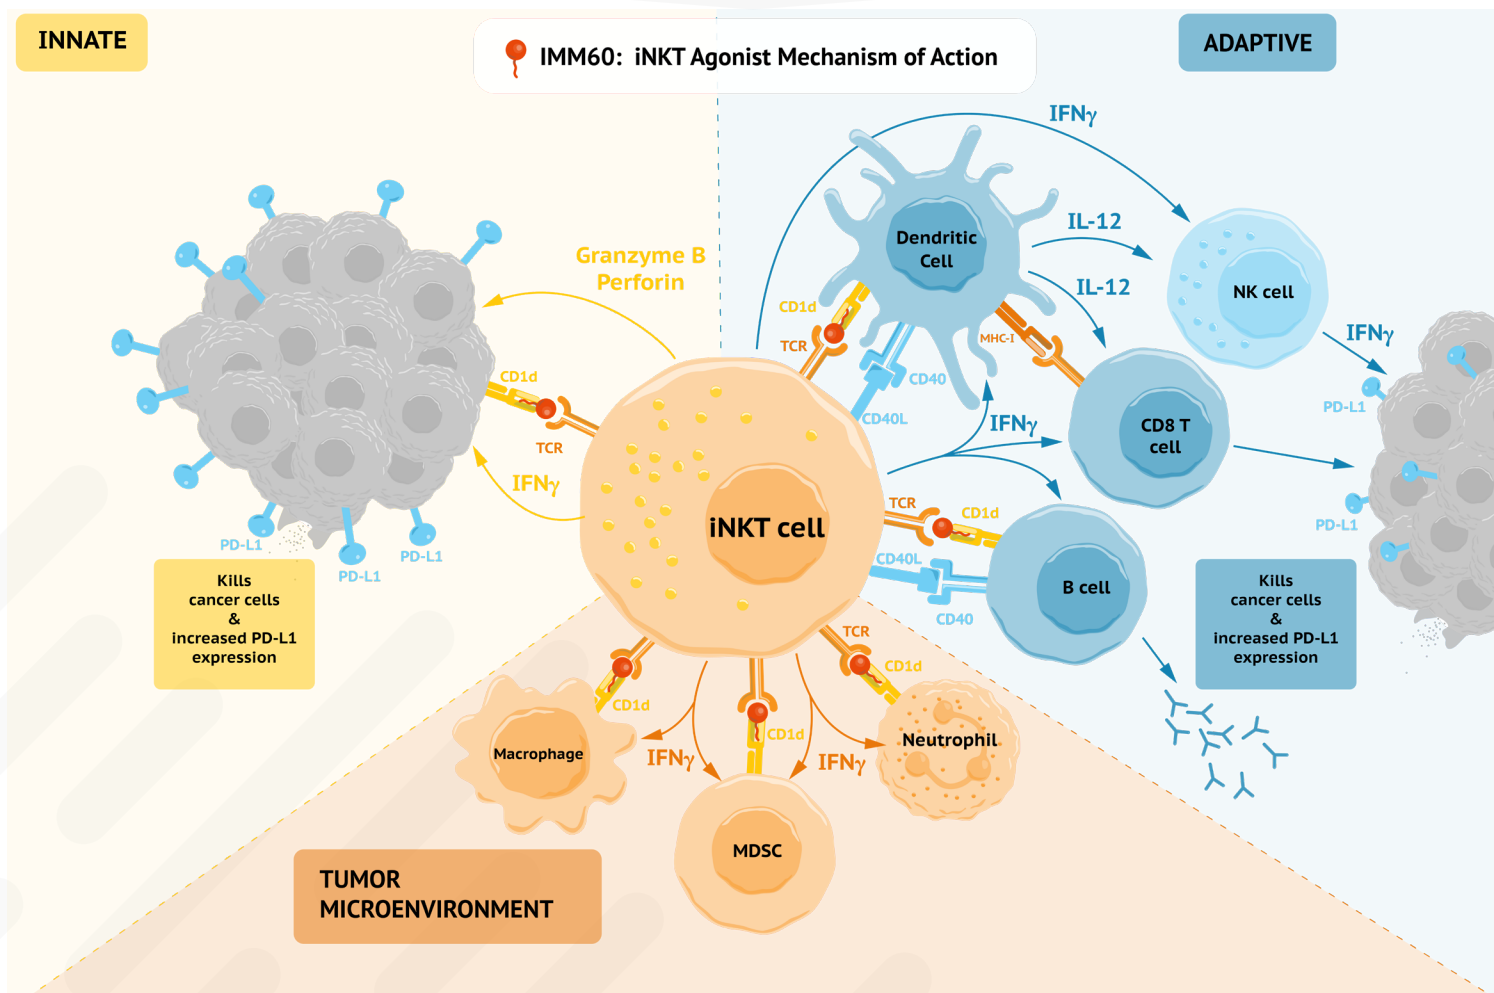 INNATE
IMM60: iNKT Agonist Mechanism of Action
ADAPTIVE
Granzyme B
Perforin
CD1d
TCR
IFNγ
PD-L1
PD-L1
PD-L1
Kills
cancer cells
&
increased PD-L1
expression
iNKT cell
IFNγ
Dendritic
Cell
IL-12
IL-12
NK cell
IFNγ
CD1d
TCR
MHC-I
CD40
CD40L
IFNγ
CD8 T
cell
PD-L1
PD-L1
TCR
CD1d
CD40L
CD40
B cell
Kills
cancer cells
&
increased PD-L1
expression
TCR
CD1d
CD1d
CD1d
Macrophage
IFNγ
IFNγ
Neutrophil
MDSC
TUMOR
MICROENVIRONMENT